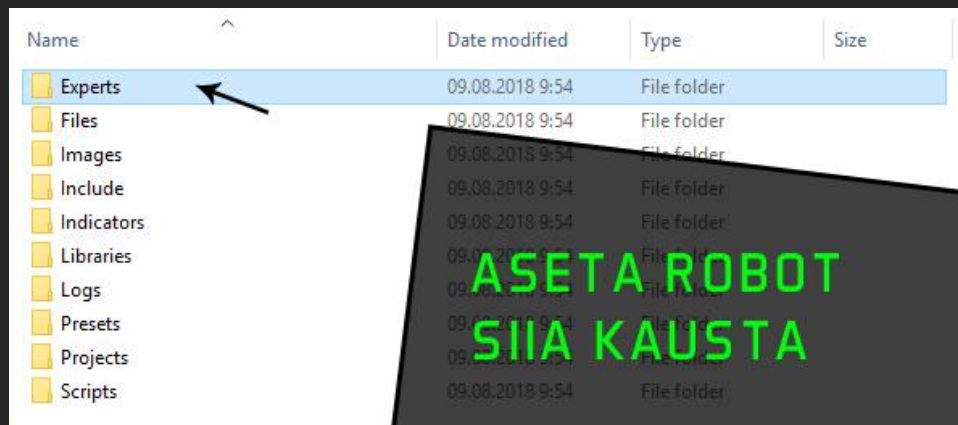 Name Date modified Type Size
Experts 09.08.2018 9:54 File folder
Files 09.08.2018 9:54 File folder
Images 09.08.2018 9:54 File folder
Include 09.08.2018 9:54 File folder
Indicators 09.08.2018 9:54 File folder
Libraries
Logs
Presets
Projects
Scripts 09.08.2018 9:54 File folder
ASETA ROBOT
SIIA KAUSTA